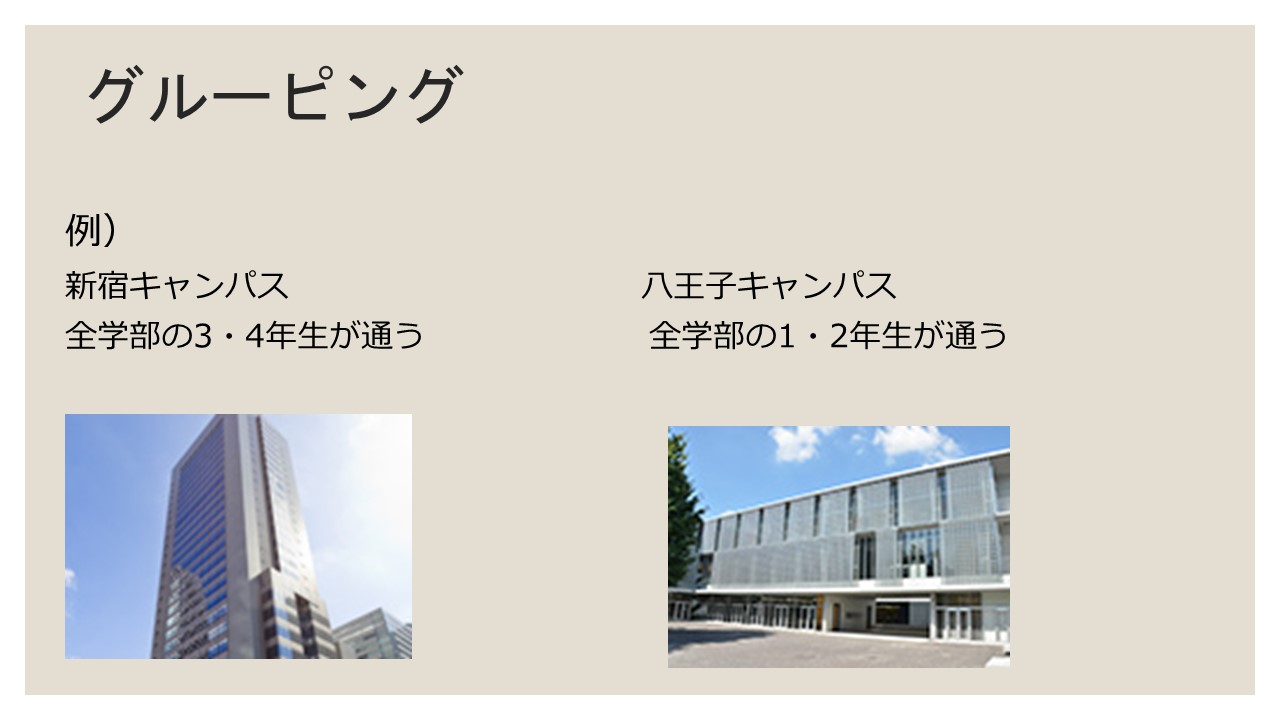 グルーピング
例）
新宿キャンパス
全学部の3・4年生が通う
八王子キャンパス
全学部の1・2年生が通う